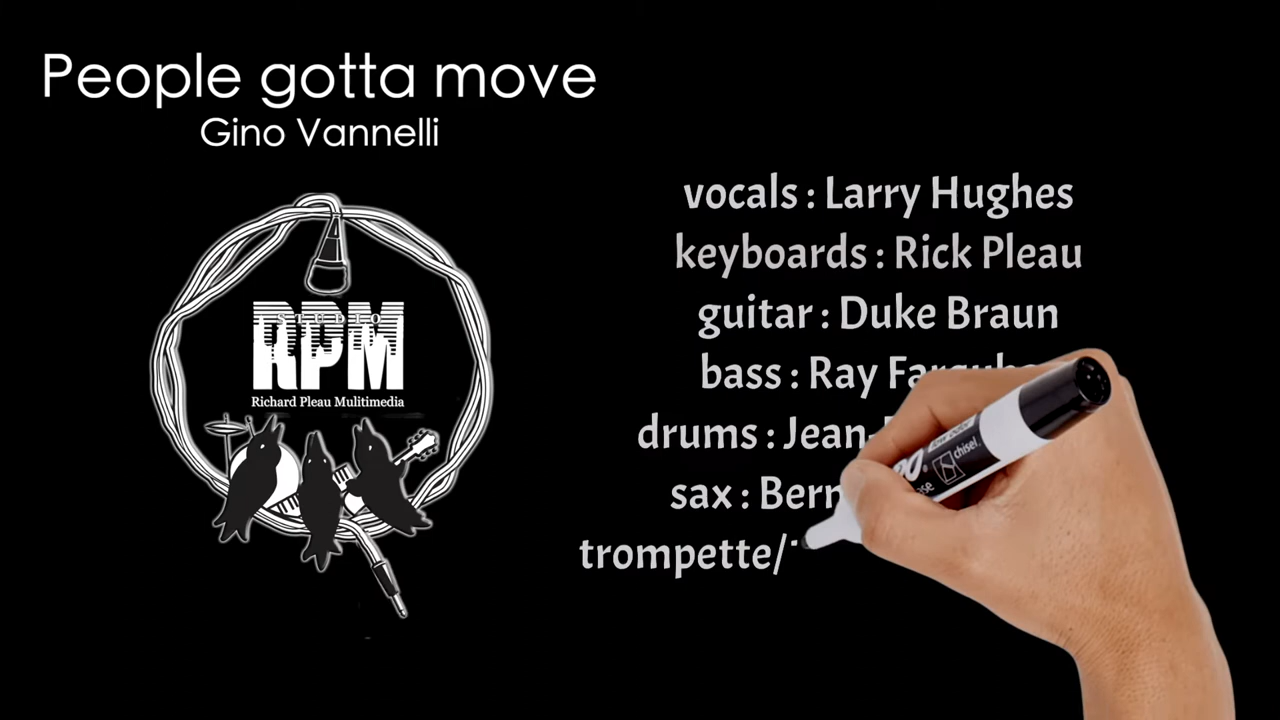 People gotta move
Gino Vannelli
vocals : Larry Hughes
keyboards : Rick Pleau
guitar : Duke Braun
bass : Ray
drums :
sax :
trompette/
STUDIO
RPM
Richard Pleau Mulitimedia
chisel.